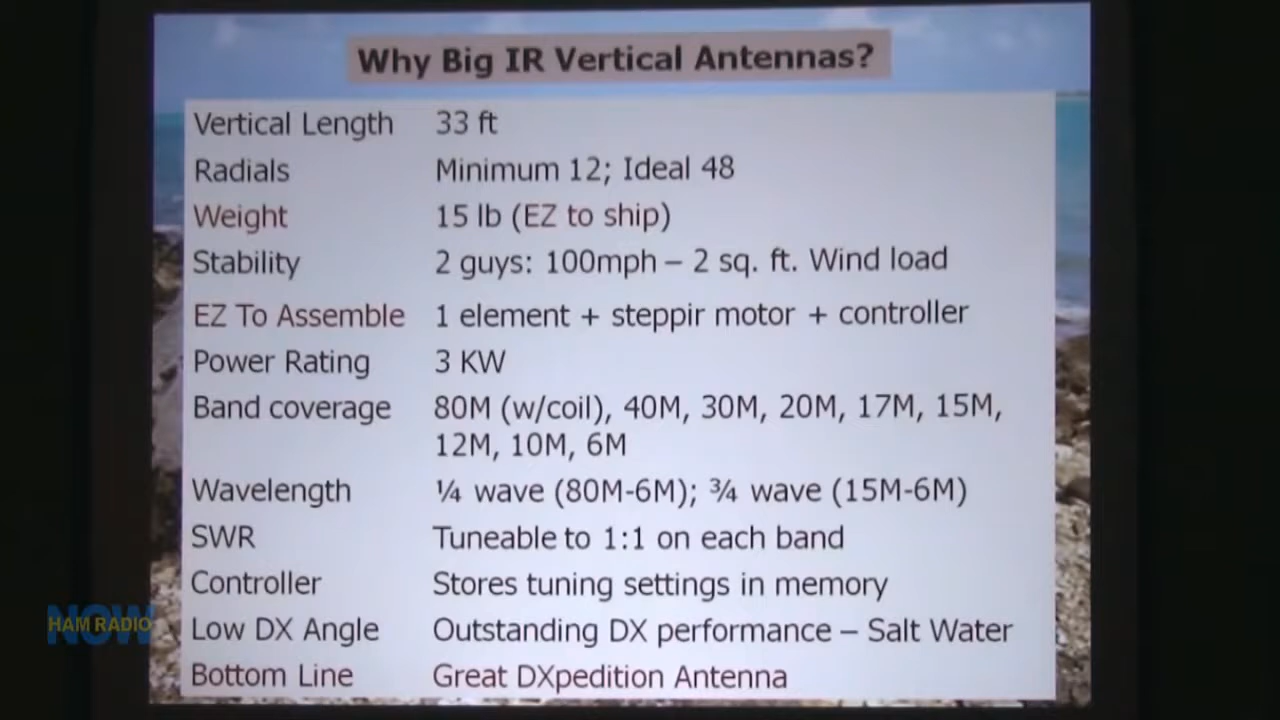 Why Big IR Vertical Antennas?
Vertical Length 33 ft
Radials Minimum 12; Ideal 48
Weight 15 lb (EZ to ship)
Stability 2 guys: 100mph – 2 sq. ft. Wind load
EZ To Assemble 1 element + steppir motor + controller
Power Rating 3 KW
Band coverage 80M (w/coil), 40M, 30M, 20M, 17M, 15M,
12M, 10M, 6M
Wavelength ¼ wave (80M-6M); ¾ wave (15M-6M)
SWR Tuneable to 1:1 on each band
Controller Stores tuning settings in memory
Low DX Angle Outstanding DX performance – Salt Water
Bottom Line Great DXpedition Antenna
NOW
HAM RADIO